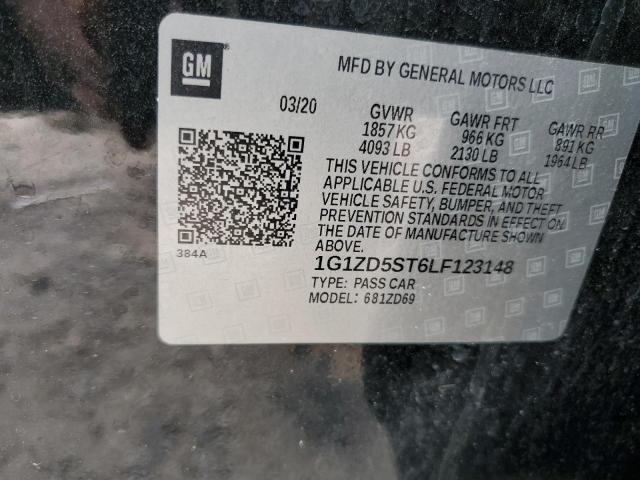 GM
MFD BY GENERAL MOTORS LLC
03/20
GVWR GAWR FRT GAWR RR
1857 KG 966 KG 891 KG
4093 LB 2130 LB 1964 LB
THIS VEHICLE CONFORMS TO ALL
APPLICABLE U.S. FEDERAL MOTOR
VEHICLE SAFETY, BUMPER, AND THEFT
PREVENTION STANDARDS IN EFFECT ON
THE DATE OF MANUFACTURE SHOWN
ABOVE.
384A
1G1ZD5ST6LF123148
TYPE: PASS CAR
MODEL: 681ZD69